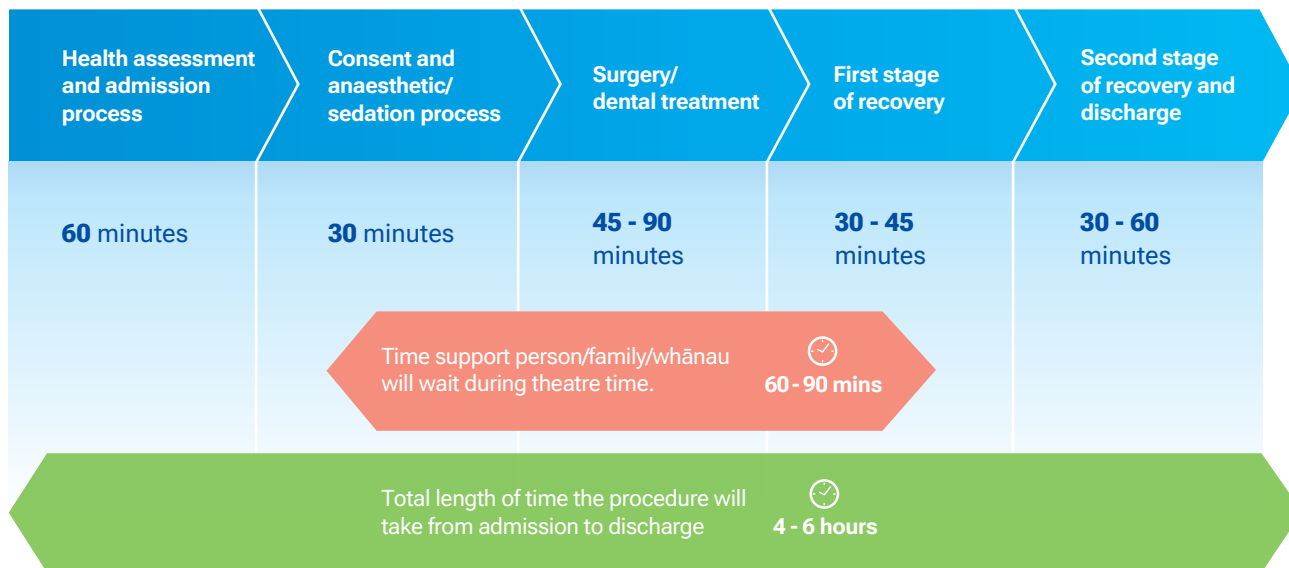 Health assessment
and admission
process
Consent and
anaesthetic/
sedation process
Surgery/
dental treatment
First stage
of recovery
Second stage
of recovery and
discharge
60 minutes
30 minutes
45 - 90
minutes
30 - 45
minutes
30 - 60
minutes
Time support person/family/whānau
will wait during theatre time.
60 - 90 mins
Total length of time the procedure will
take from admission to discharge
4 - 6 hours